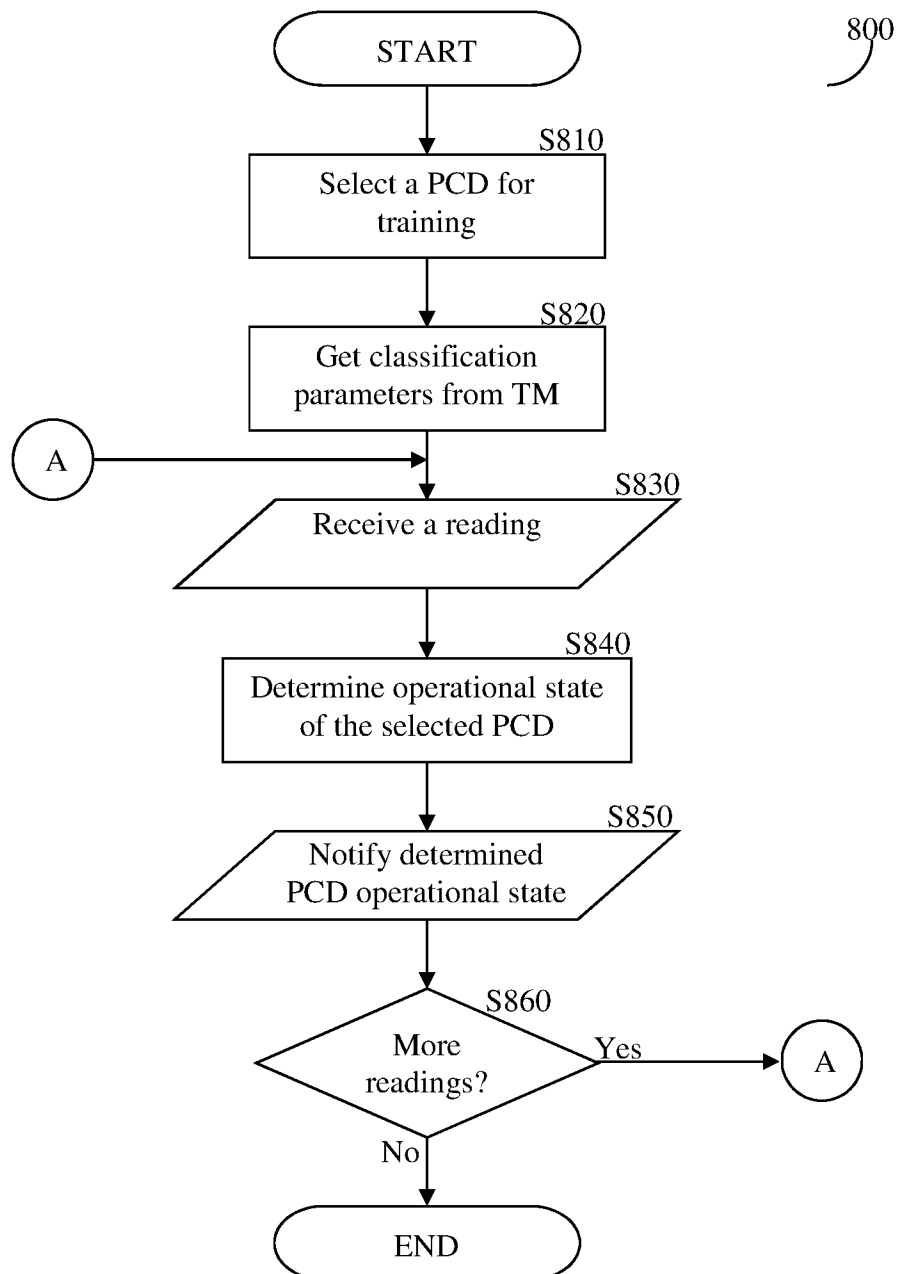 800
START
S810
Select a PCD for
training
S820
Get classification
parameters from TM
A
S830
Receive a reading
S840
Determine operational state
of the selected PCD
S850
Notify determined
PCD operational state
S860
More
readings?
Yes
A
No
END